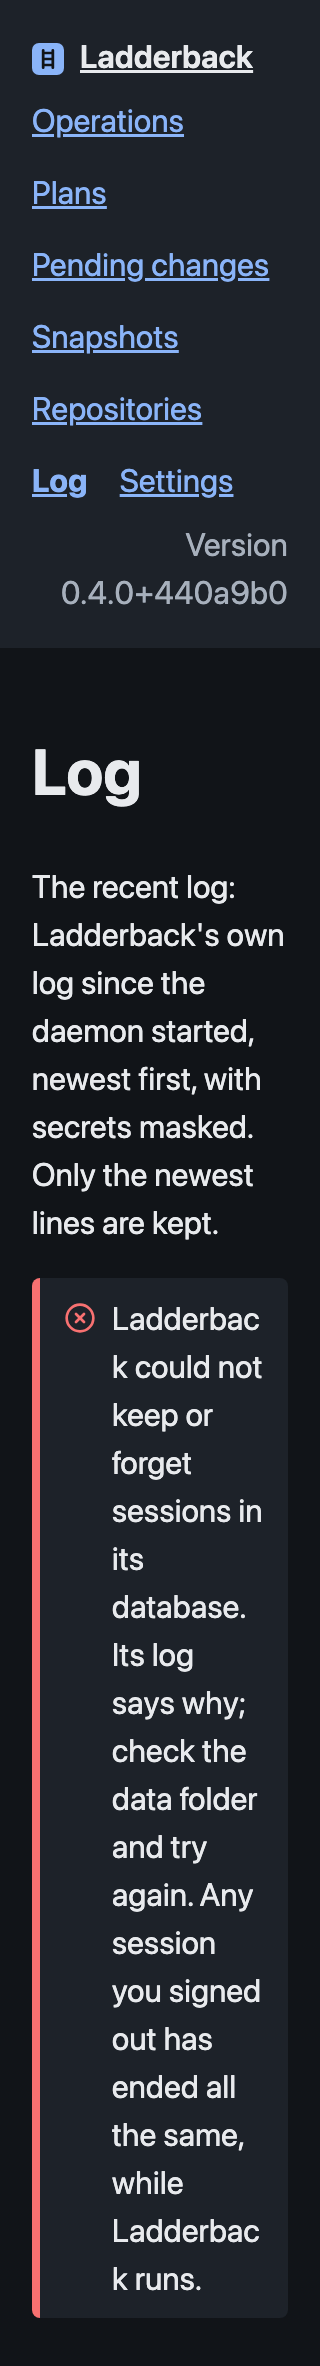 Ladderback
Operations
Plans
Pending changes
Snapshots
Repositories
Log Settings
Version
0.4.0+440a9b0
Log
The recent log:
Ladderback's own
log since the
daemon started,
newest first, with
secrets masked.
Only the newest
lines are kept.
Ladderbac
k could not
keep or
forget
sessions in
its
database.
Its log
says why;
check the
data folder
and try
again. Any
session
you signed
out has
ended all
the same,
while
Ladderbac
k runs.